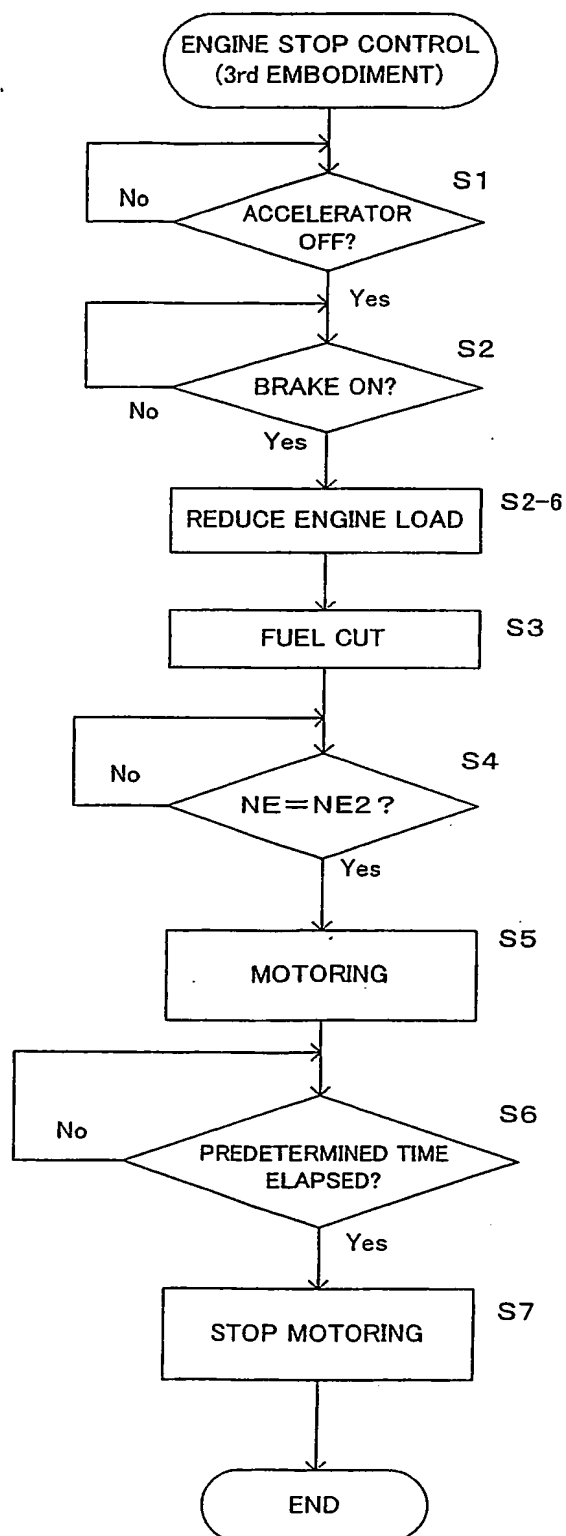 ENGINE STOP CONTROL
(3rd EMBODIMENT)
S1
No
ACCELERATOR
OFF?
Yes
S2
BRAKE ON?
No
Yes
S2-6
REDUCE ENGINE LOAD
S3
FUEL CUT
S4
No
NE=NE2?
Yes
S5
MOTORING
S6
No
PREDETERMINED TIME
ELAPSED?
Yes
S7
STOP MOTORING
END